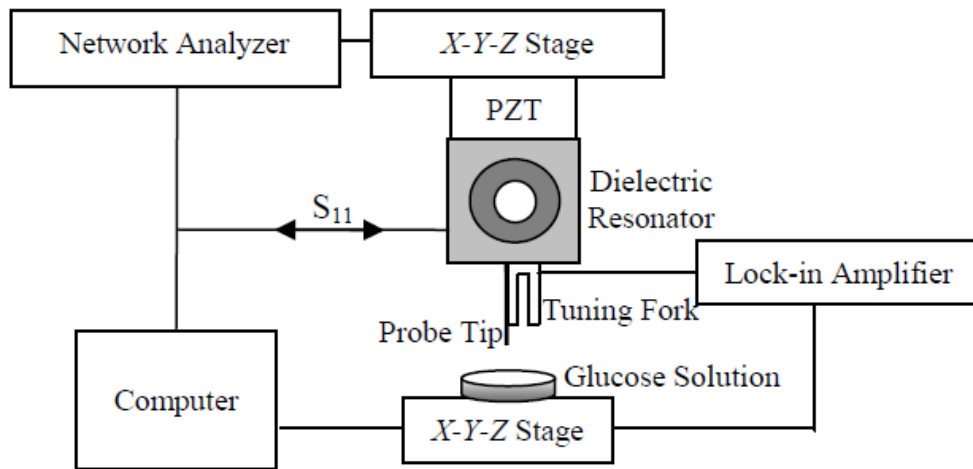 Network Analyzer
X-Y-Z Stage
PZT
Dielectric
Resonator
S₁₁
Lock-in Amplifier
Tuning Fork
Probe Tip
Glucose Solution
Computer
X-Y-Z Stage